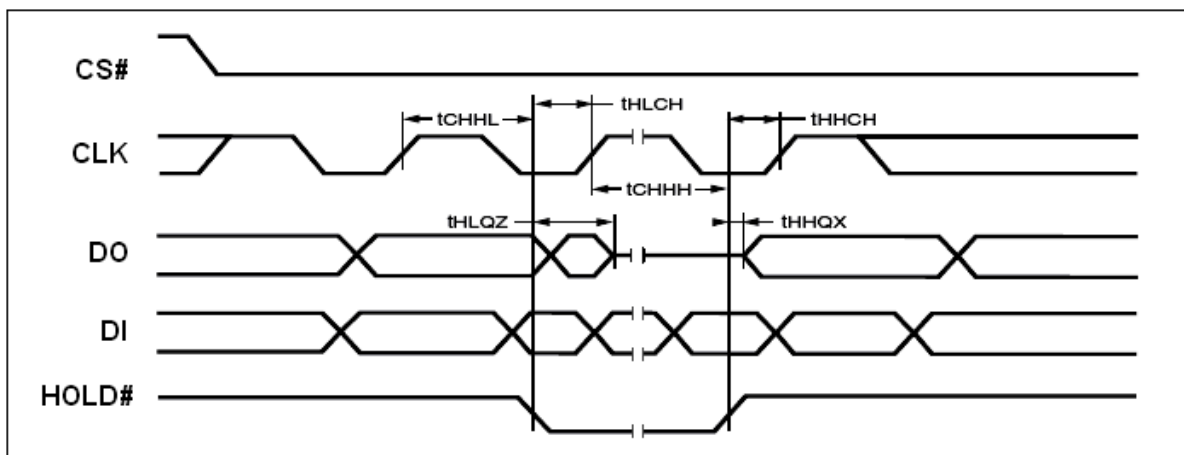 CS#
tHLCH
tCHHL
tHHCH
CLK
tCHHH
tHLQZ
tHHQX
DO
DI
HOLD#